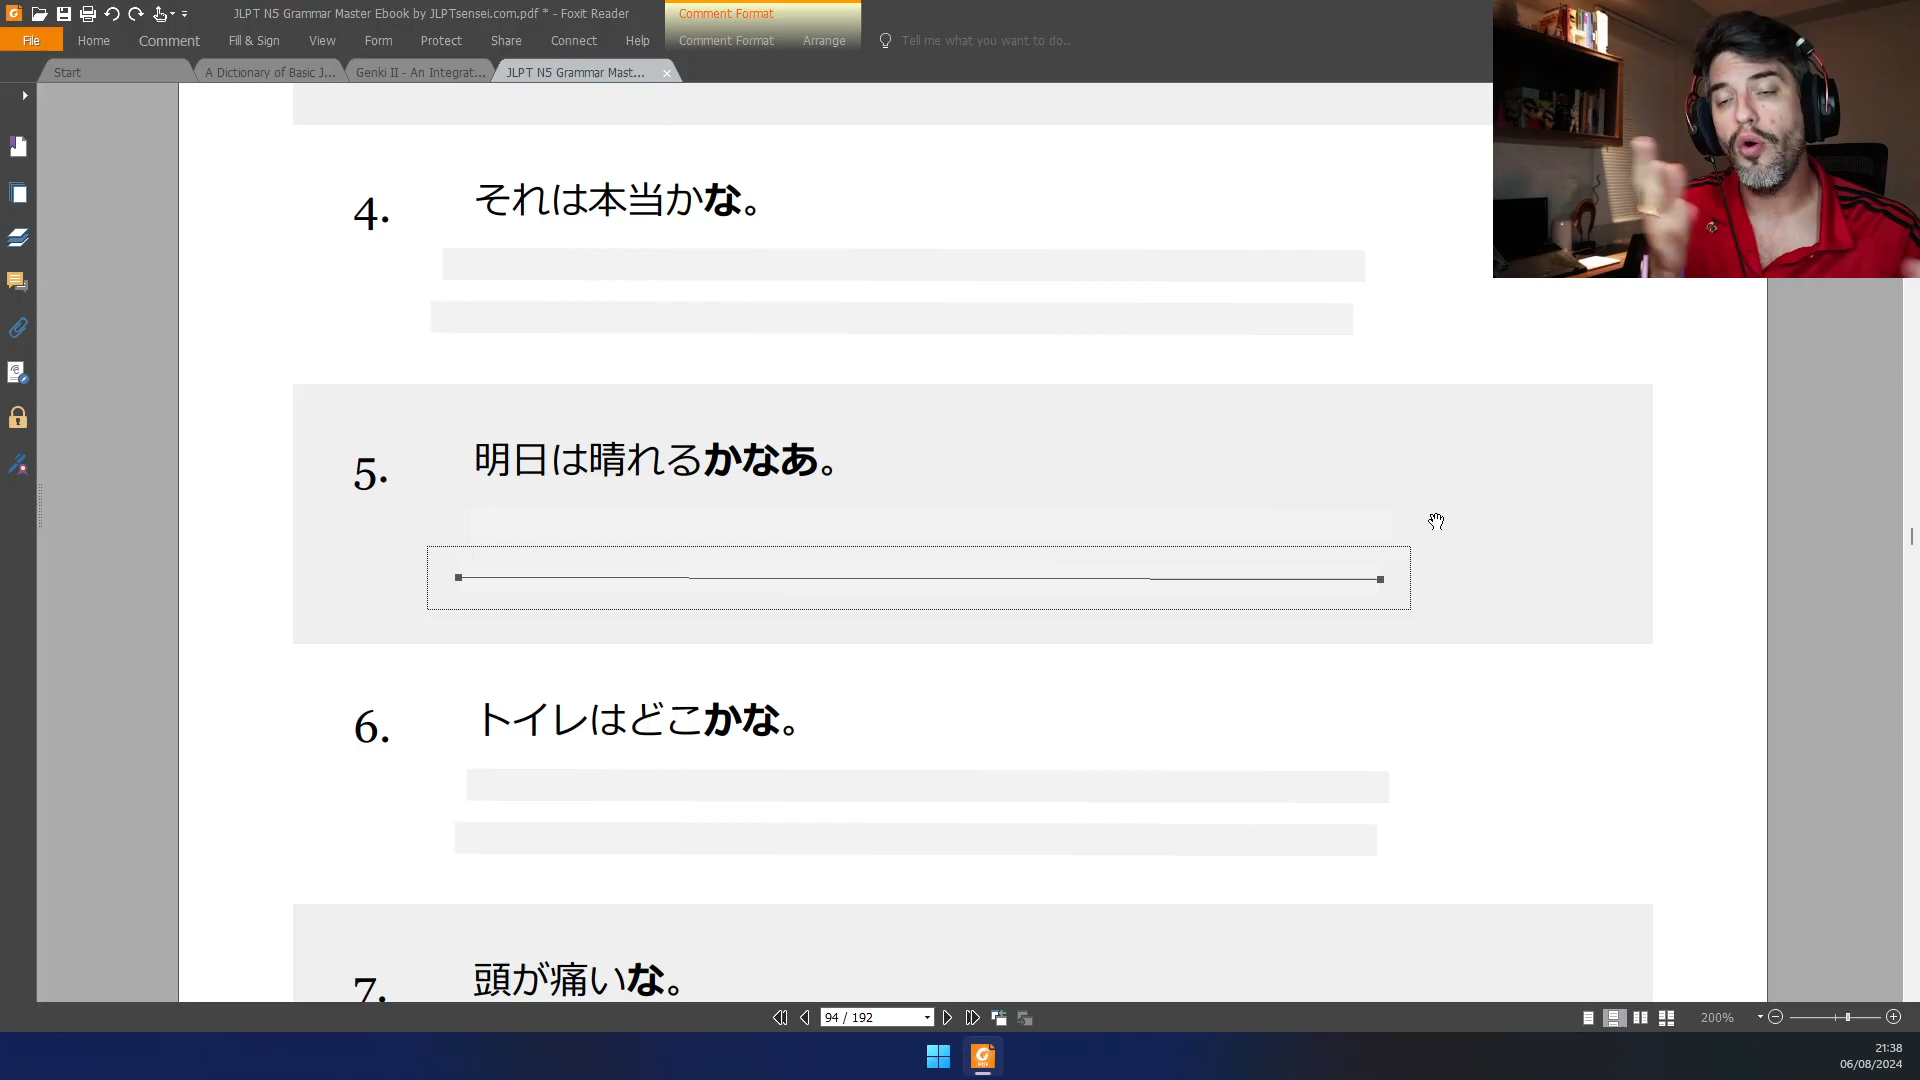 JLPT N5 Grammar Master Ebook by JLPTsensei.com.pdf * - Foxit Reader
Comment Format
File
Home
Comment
Fill & Sign
View
Form
Protect
Share
Connect
Help
Comment Format
Arrange
Tell me what you want to do..
Start
A Dictionary of Basic J...
Genki II - An Integrat...
JLPT N5 Grammar Mast...
4. それは本当かな。
5. 明日は晴れるかなあ。
6. トイレはどこかな。
7. 頭が痛いな。
94 / 192
200%
21:38
06/08/2024